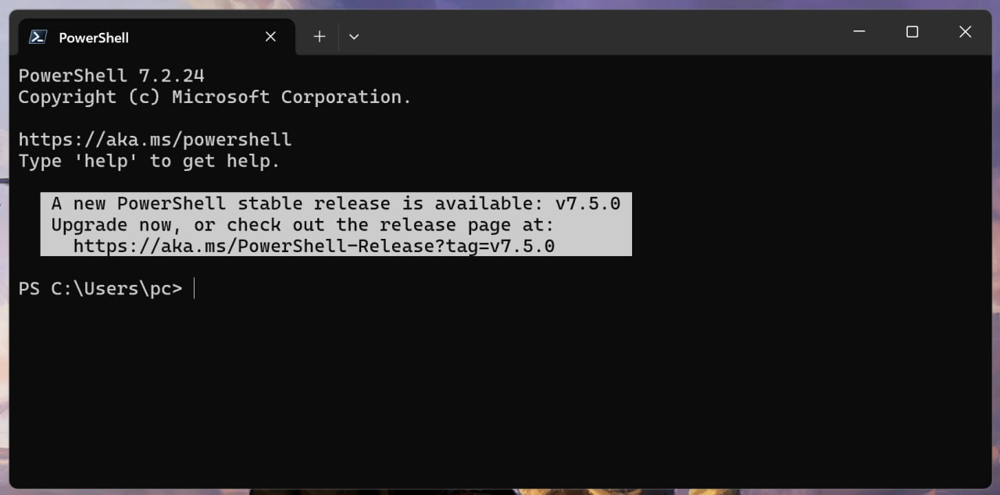 PowerShell
PowerShell 7.2.24
Copyright (c) Microsoft Corporation.
https://aka.ms/powershell
Type 'help' to get help.
A new PowerShell stable release is available: v7.5.0
Upgrade now, or check out the release page at:
https://aka.ms/PowerShell-Release?tag=v7.5.0
PS C:\Users\pc>